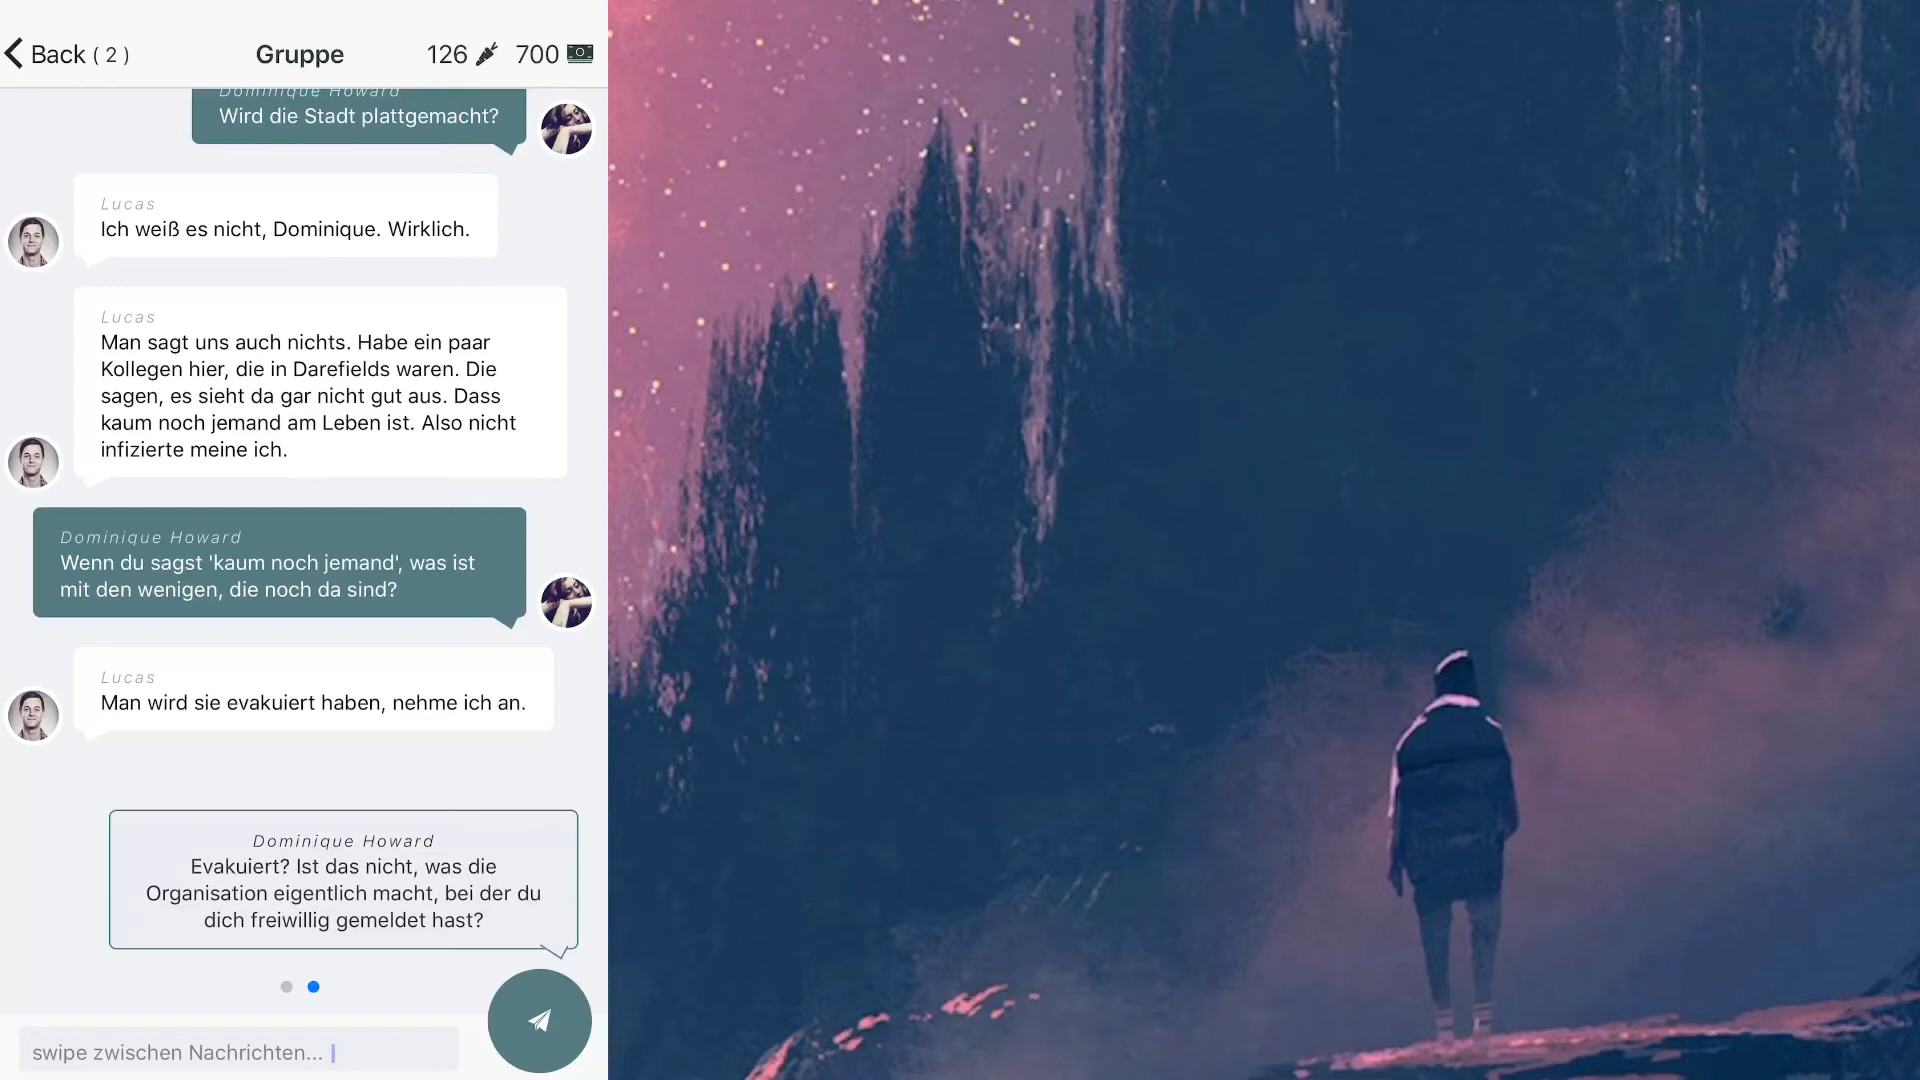 Back ( 2 )
Gruppe
126
700
Dominique Howard
Wird die Stadt plattgemacht?
Lucas
Ich weiß es nicht, Dominique. Wirklich.
Lucas
Man sagt uns auch nichts. Habe ein paar
Kollegen hier, die in Darefields waren. Die
sagen, es sieht da gar nicht gut aus. Dass
kaum noch jemand am Leben ist. Also nicht
infizierte meine ich.
Dominique Howard
Wenn du sagst 'kaum noch jemand', was ist
mit den wenigen, die noch da sind?
Lucas
Man wird sie evakuiert haben, nehme ich an.
Dominique Howard
Evakuiert? Ist das nicht, was die
Organisation eigentlich macht, bei der du
dich freiwillig gemeldet hast?
swipe zwischen Nachrichten...